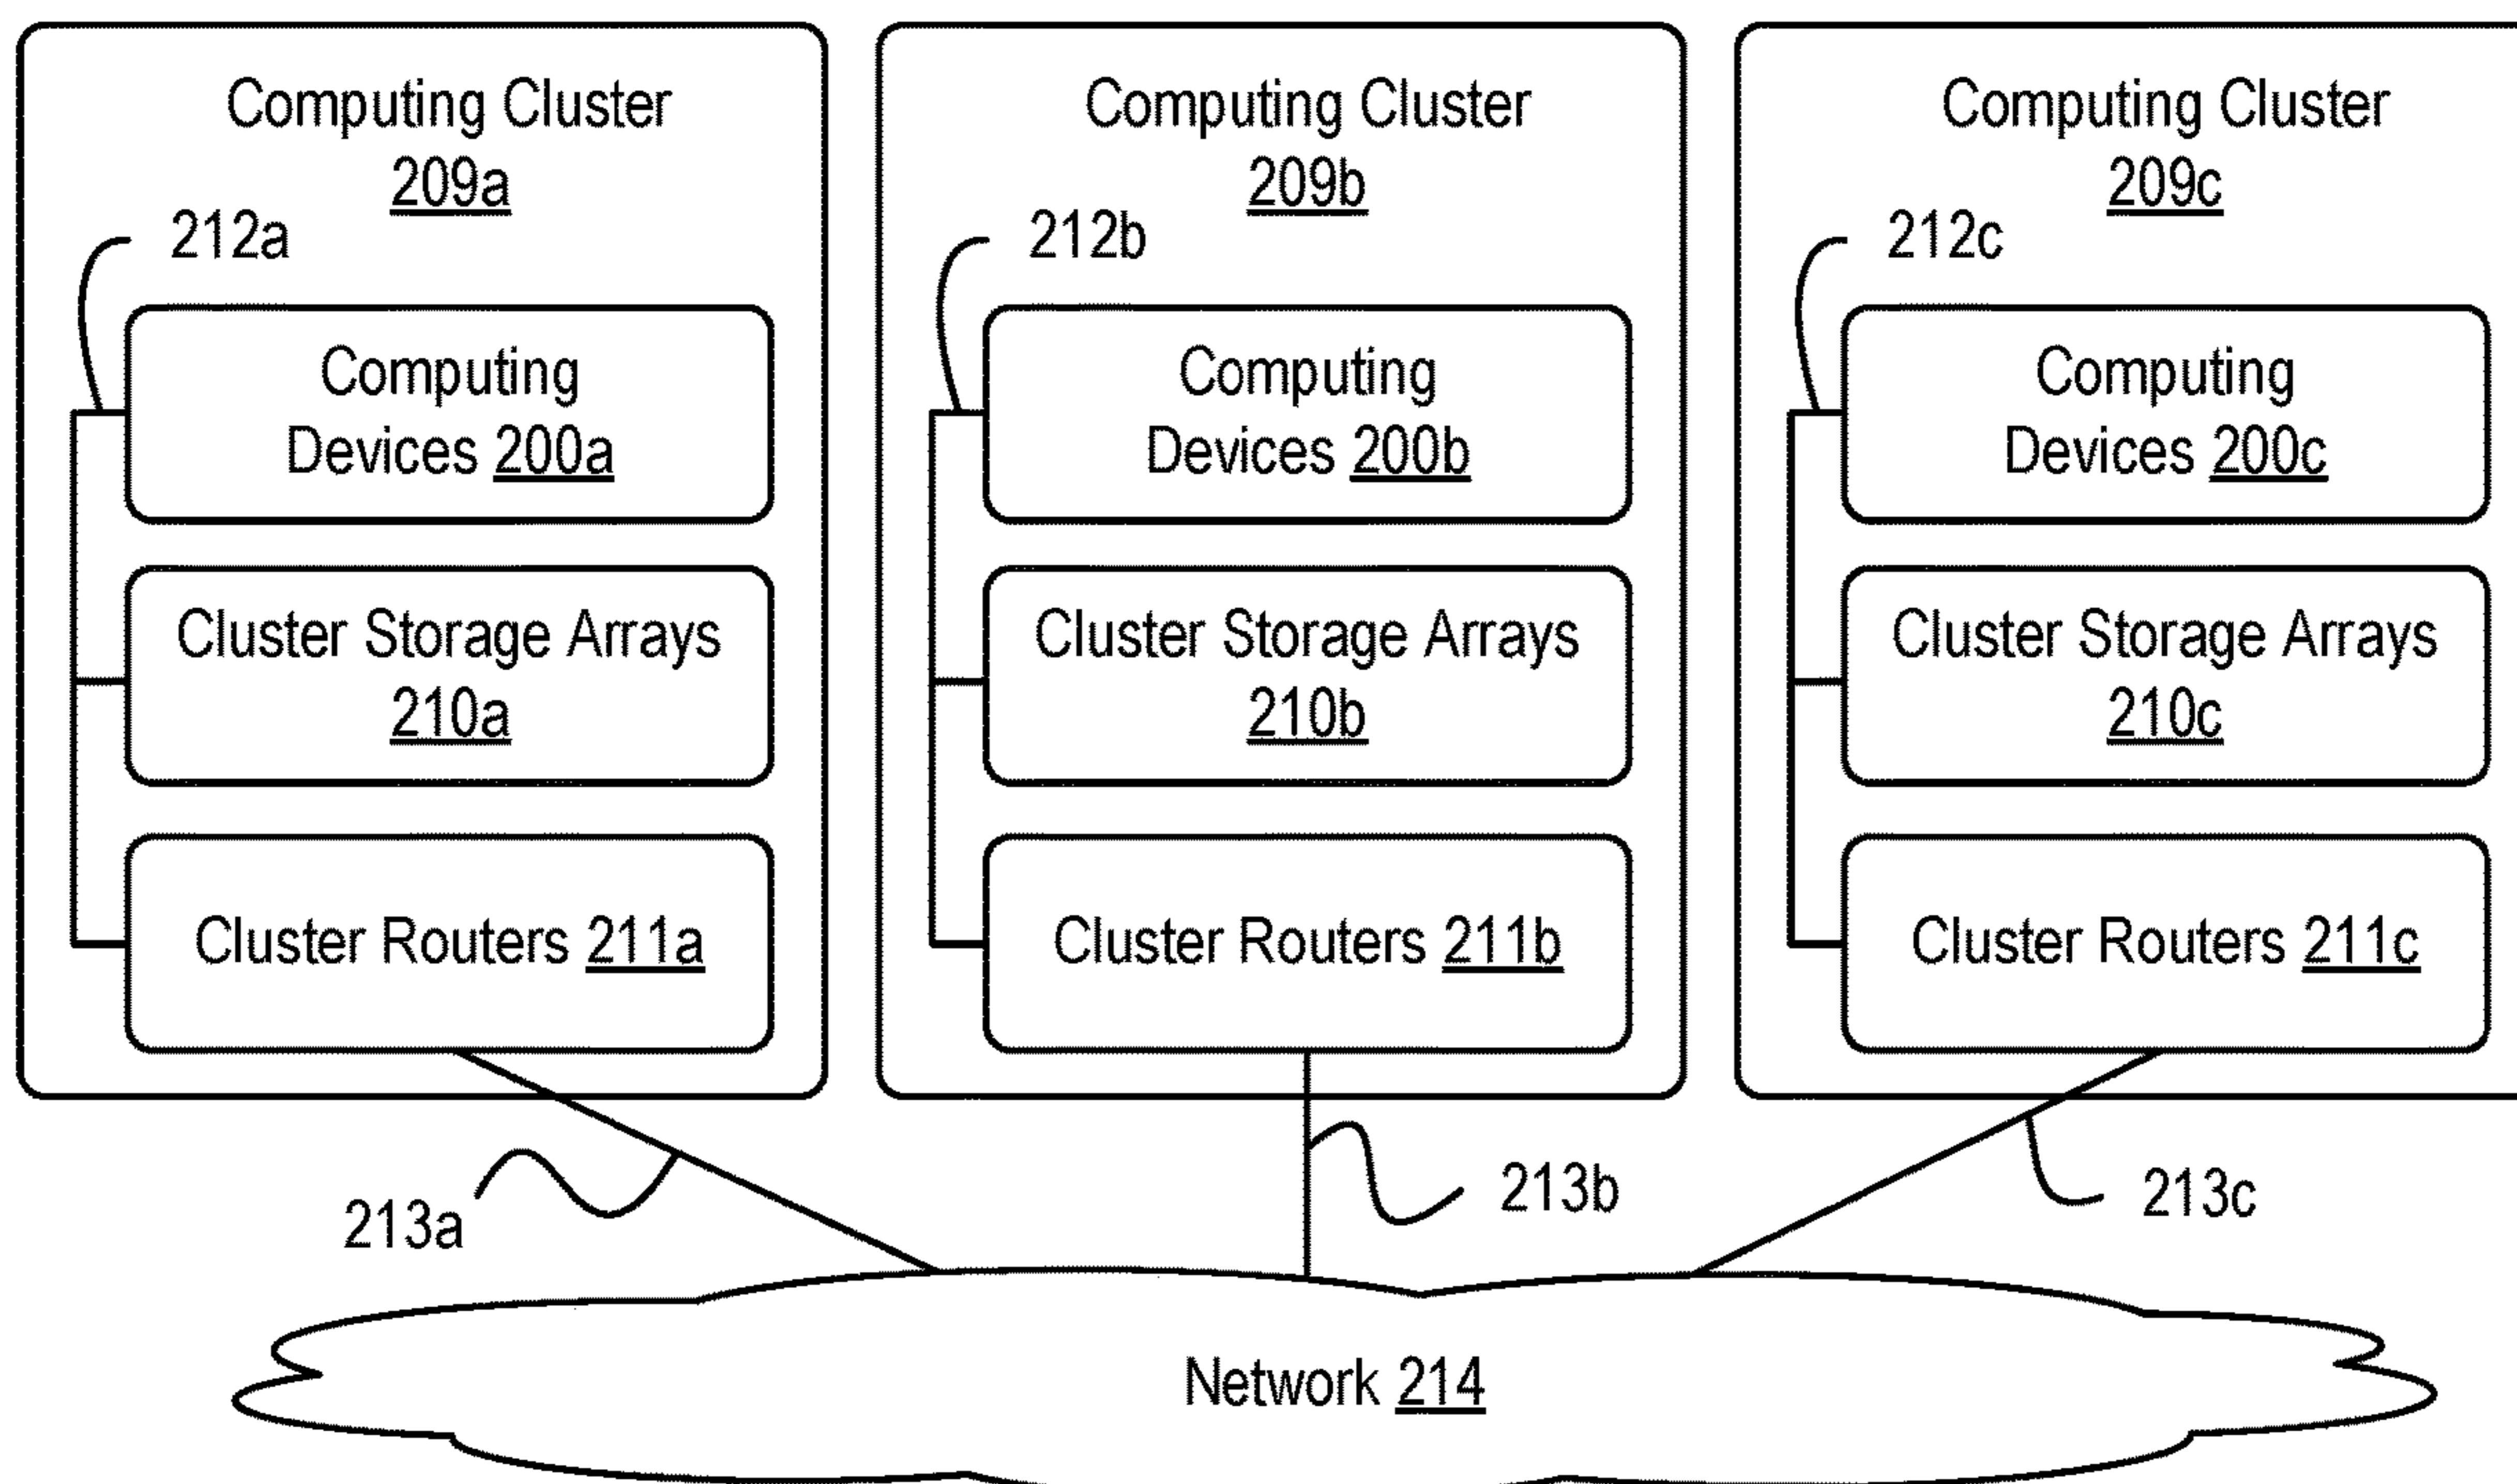 Computing Cluster
209a
212a
Computing
Devices 200a
Cluster Storage Arrays
210a
Cluster Routers 211a
Computing Cluster
209b
212b
Computing
Devices 200b
Cluster Storage Arrays
210b
Cluster Routers 211b
Computing Cluster
209c
212c
Computing
Devices 200c
Cluster Storage Arrays
210c
Cluster Routers 211c
213a
213b
213c
Network 214